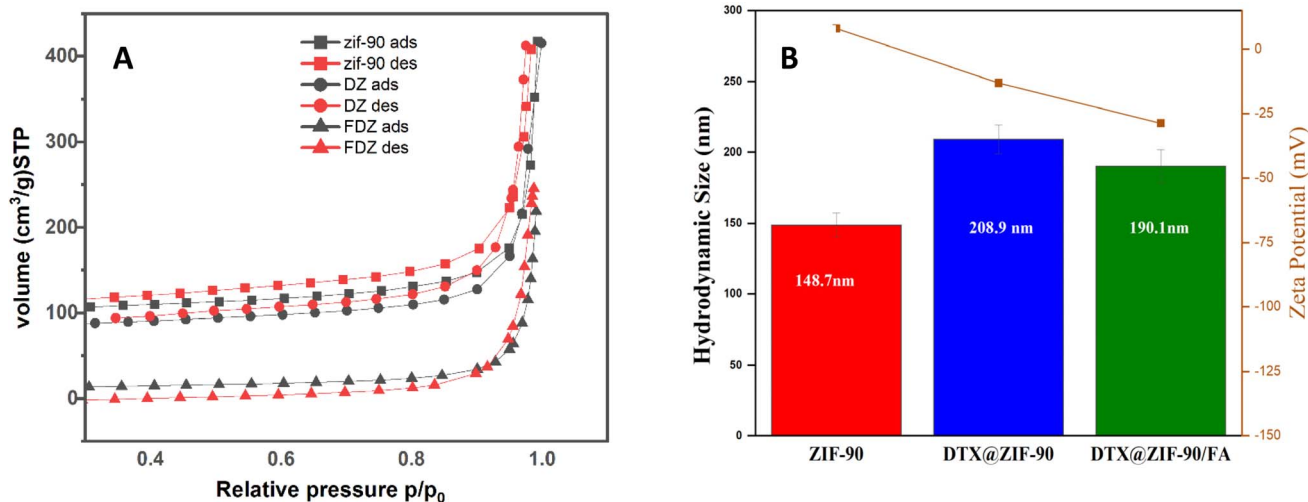 A
zif-90 ads
zif-90 des
DZ ads
DZ des
FDZ ads
FDZ des
volume (cm³/g)STP
400
300
200
100
0
0.4
0.6
0.8
1.0
Relative pressure p/p₀
B
Hydrodynamic Size (nm)
300
250
200
150
100
50
0
148.7nm
208.9 nm
190.1nm
ZIF-90
DTX@ZIF-90
DTX@ZIF-90/FA
0
-25
-50
-75
-100
-125
-150
Zeta Potential (mV)